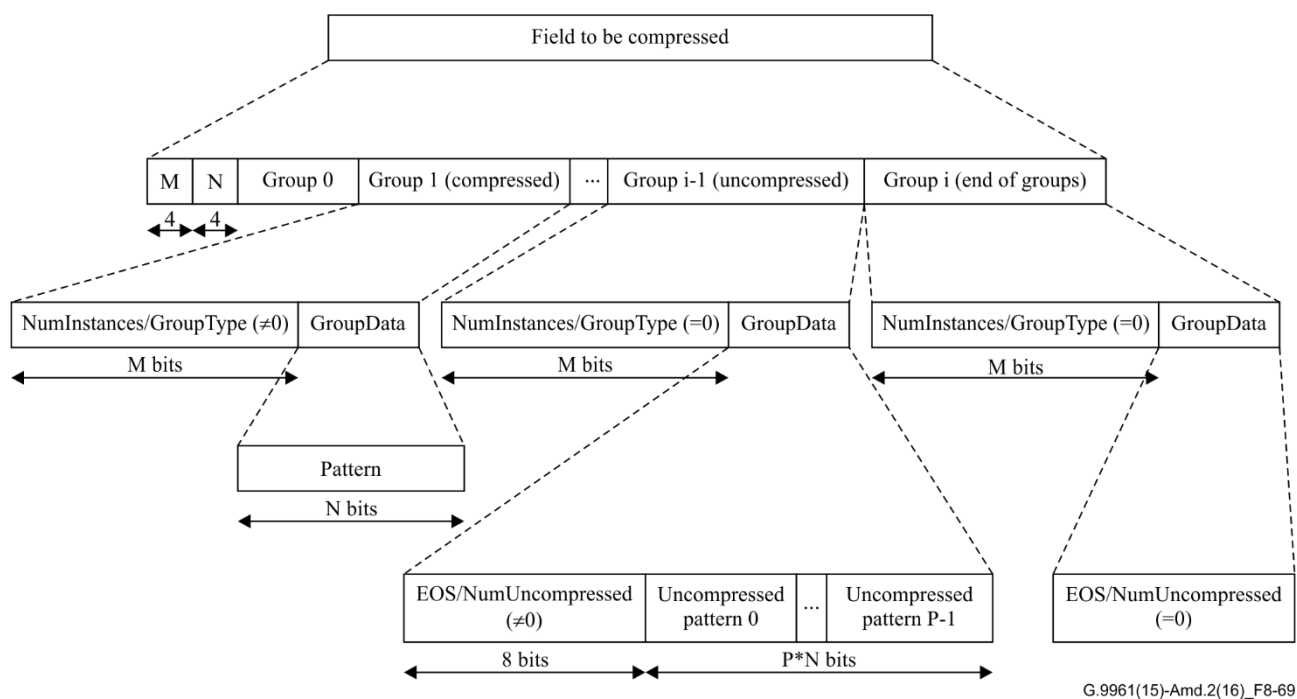 Field to be compressed
M N Group 0 Group 1 (compressed) ... Group i-1 (uncompressed) Group i (end of groups)
4 4
NumInstances/GroupType (≠0) GroupData NumInstances/GroupType (=0) GroupData NumInstances/GroupType (=0) GroupData
M bits M bits M bits
Pattern
N bits
EOS/NumUncompressed (≠0)
Uncompressed pattern 0
...
Uncompressed pattern P-1
EOS/NumUncompressed (=0)
8 bits P*N bits
G.9961(15)-Amd.2(16)_F8-69